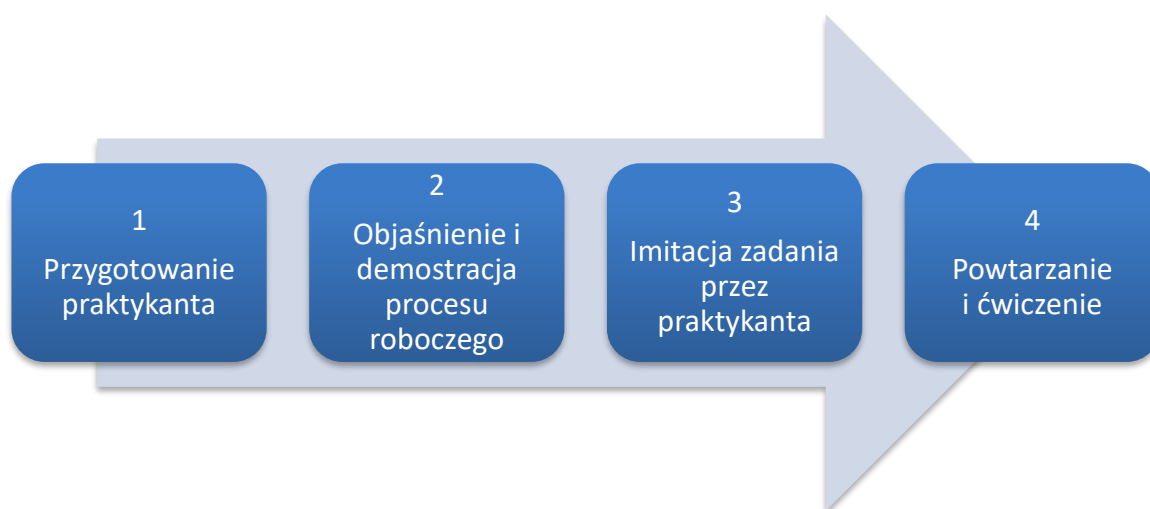 1
Przygotowanie
praktykanta
2
Objaśnienie i
demostracja
procesu
roboczego
3
Imitacja zadania
przez
praktykanta
4
Powtarzanie
i ćwiczenie